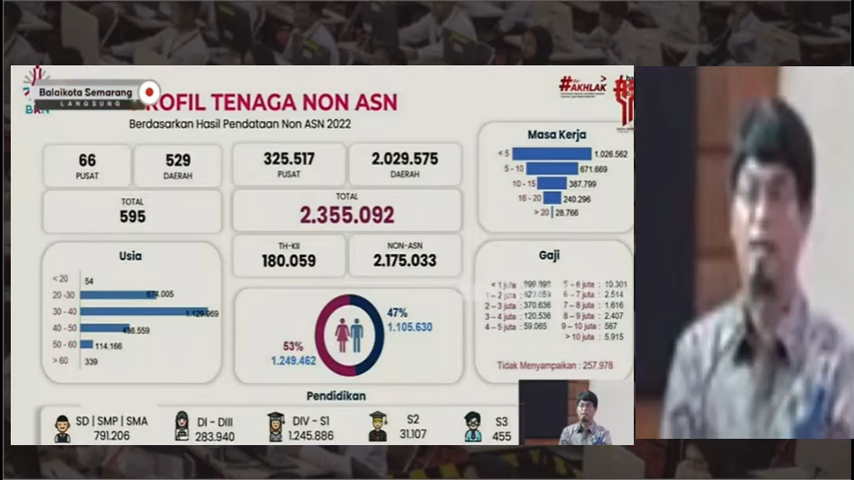 Balaikota Semarang
LANGSUNG
ROFIL TENAGA NON ASN
Berdasarkan Hasil Pendataan Non ASN 2022
#
AKHLAK
66
PUSAT
529
DAERAH
TOTAL
595
325.517
PUSAT
2.029.575
DAERAH
TOTAL
2.355.092
TH-KII
180.059
NON-ASN
2.175.033
Masa Kerja
< 5 1.026.562
5 - 10 671.669
10 - 15 387.799
16 - 20 240.296
> 20 28.766
Usia
< 20 54
20 -30
30 - 40
40 - 50
50 - 60 114.166
> 60 339
53%
1.249.462
47%
1.105.630
Gaji
< 1 juta :
1 – 2 juta :
2 – 3 juta : 370.636
3 – 4 juta : 120.536
4 – 5 juta : 59.065
5 – 6 juta : 10.301
6 – 7 juta : 2.514
7 – 8 juta : 1.616
8 – 9 juta : 2.407
9 – 10 juta : 567
> 10 juta : 5.915
Tidak Menyampaikan : 257.978
Pendidikan
SD | SMP | SMA
791.206
DI - DIII
283.940
DIV - S1
1.245.886
S2
31.107
S3
455